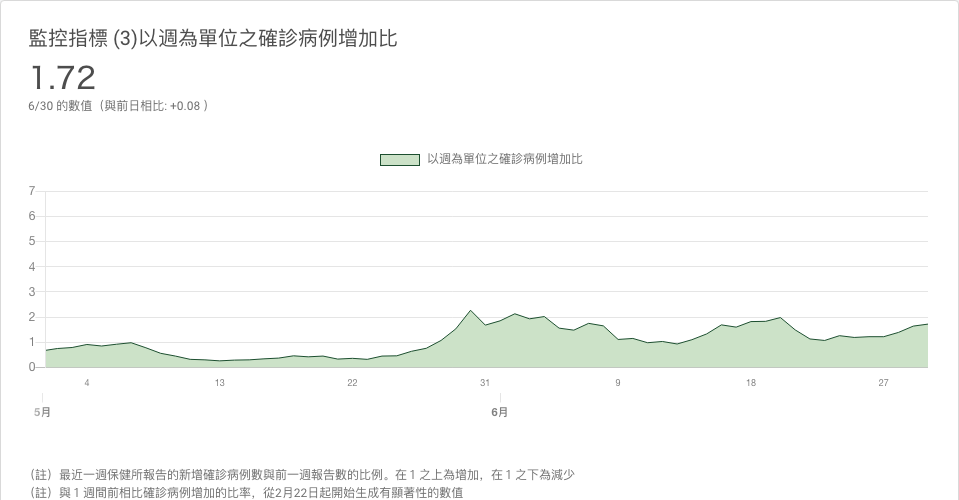 監控指標 (3)以週為單位之確診病例增加比
1.72
6/30 的數值（與前日相比: +0.08 ）
以週為單位之確診病例增加比
7
6
5
4
3
2
1
0
4 13 22 31 9 18 27
5月 6月
（註）最近一週保健所報告的新增確診病例數與前一週報告數的比例。在１之上為增加，在１之下為減少
（註）與１週間前相比確診病例增加的比率，從2月22日起開始生成有顯著性的數值